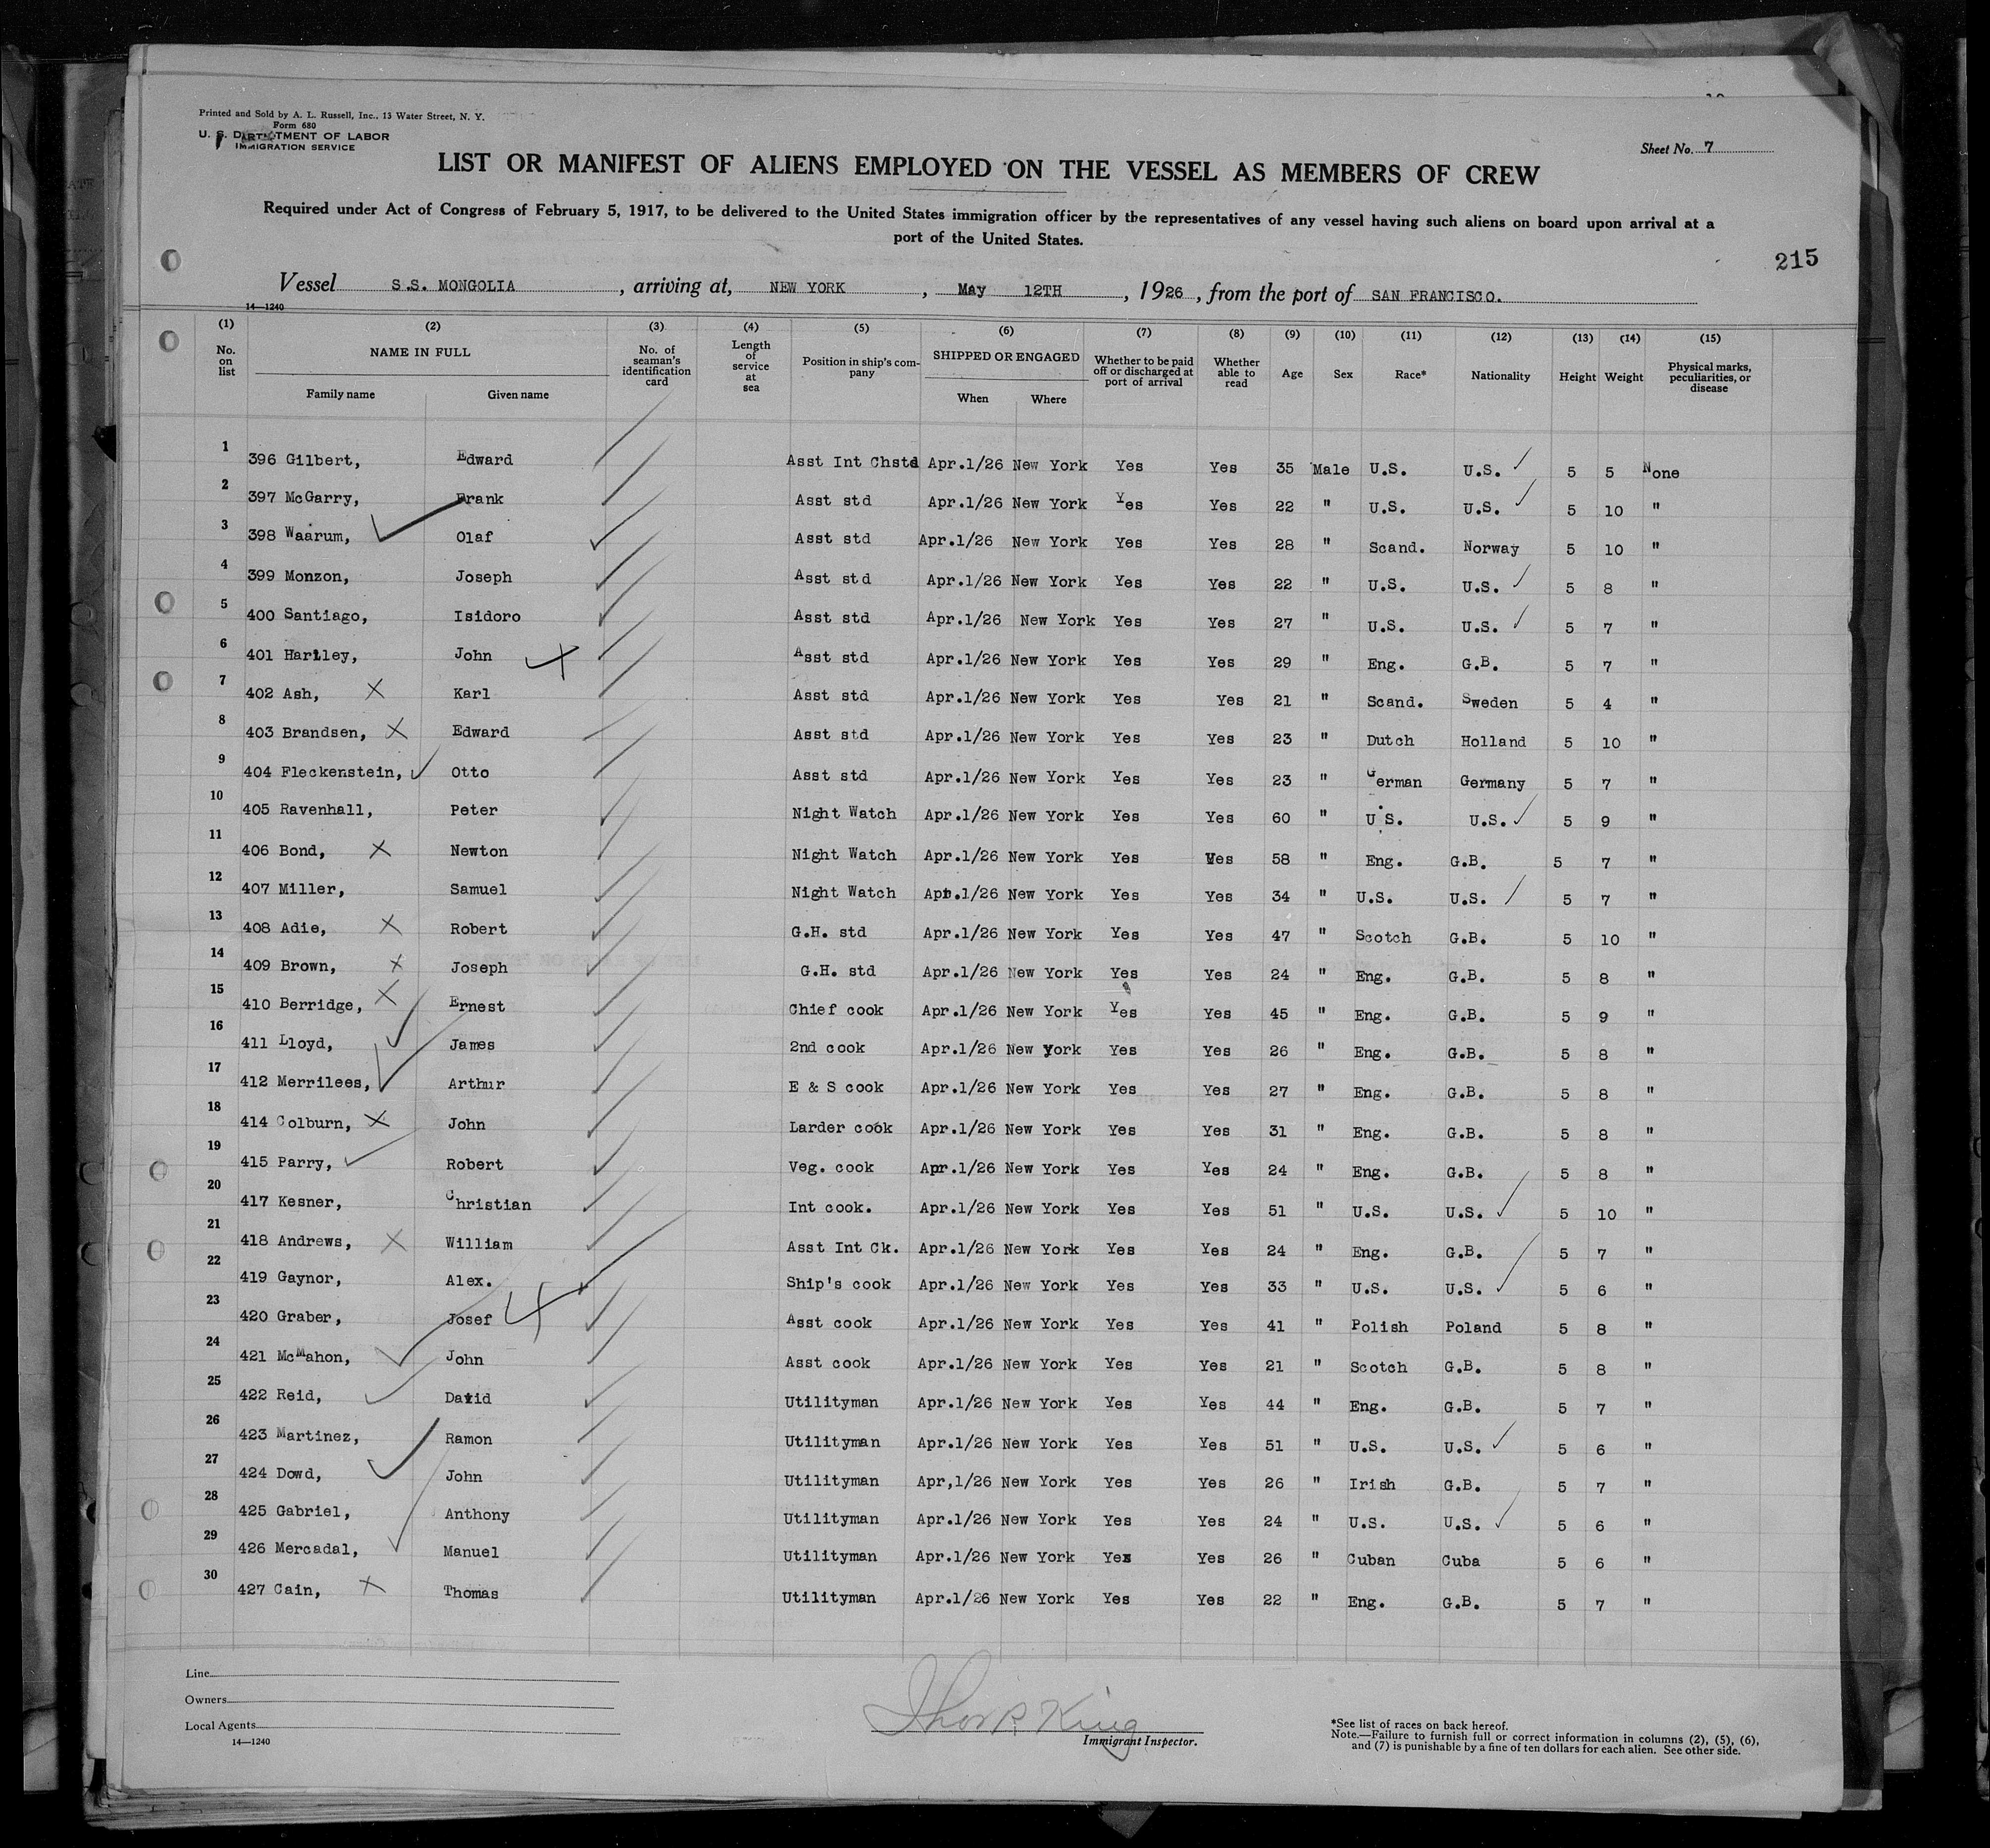 Printed and Sold by A. L. Russell, Inc., 13 Water Street, N. Y.
Form 680
U. S. DEPARTMENT OF LABOR
IMMIGRATION SERVICE
Sheet No. 7
LIST OR MANIFEST OF ALIENS EMPLOYED ON THE VESSEL AS MEMBERS OF CREW
Required under Act of Congress of February 5, 1917, to be delivered to the United States immigration officer by the representatives of any vessel having such aliens on board upon arrival at a
port of the United States.
215
Vessel S.S. MONGOLIA, arriving at, NEW YORK, May 12TH, 1926, from the port of SAN FRANCISCO.
14—1240
(1) (2) (3) (4) (5) (6) (7) (8) (9) (10) (11) (12) (13) (14) (15)
No. on list NAME IN FULL Family name Given name No. of seaman's identification card Length of service at sea Position in ship's company SHIPPED OR ENGAGED When Where Whether to be paid off or discharged at port of arrival Whether able to read Age Sex Race* Nationality Height Weight Physical marks, peculiarities, or disease
1 396 Gilbert, Edward Asst Int Chstd Apr.1/26 New York Yes Yes 35 Male U.S. U.S. 5 5 None
2 397 McGarry, Frank Asst std Apr.1/26 New York Yes Yes 22 " U.S. U.S. 5 10 "
3 398 Waarum, Olaf Asst std Apr.1/26 New York Yes Yes 28 " Scand. Norway 5 10 "
4 399 Monzon, Joseph Asst std Apr.1/26 New York Yes Yes 22 " U.S. U.S. 5 8 "
5 400 Santiago, Isidoro Asst std Apr.1/26 New York Yes Yes 27 " U.S. U.S. 5 7 "
6 401 Hartley, John Asst std Apr.1/26 New York Yes Yes 29 " Eng. G.B. 5 7 "
7 402 Ash, Karl Asst std Apr.1/26 New York Yes Yes 21 " Scand. Sweden 5 4 "
8 403 Brandsen, Edward Asst std Apr.1/26 New York Yes Yes 23 " Dutch Holland 5 10 "
9 404 Fleckenstein, Otto Asst std Apr.1/26 New York Yes Yes 23 " German Germany 5 7 "
10 405 Ravenhall, Peter Night Watch Apr.1/26 New York Yes Yes 60 " U.S. U.S. 5 9 "
11 406 Bond, Newton Night Watch Apr.1/26 New York Yes Yes 58 " Eng. G.B. 5 7 "
12 407 Miller, Samuel Night Watch Apr.1/26 New York Yes Yes 34 " U.S. U.S. 5 7 "
13 408 Adie, Robert G.H. std Apr.1/26 New York Yes Yes 47 " Scotch G.B. 5 10 "
14 409 Brown, Joseph G.H. std Apr.1/26 New York Yes Yes 24 " Eng. G.B. 5 8 "
15 410 Berridge, Ernest Chief cook Apr.1/26 New York Yes Yes 45 " Eng. G.B. 5 9 "
16 411 Lloyd, James 2nd cook Apr.1/26 New York Yes Yes 26 " Eng. G.B. 5 8 "
17 412 Merrilees, Arthur E & S cook Apr.1/26 New York Yes Yes 27 " Eng. G.B. 5 8 "
18 414 Colburn, John Larder cook Apr.1/26 New York Yes Yes 31 " Eng. G.B. 5 8 "
19 415 Parry, Robert Veg. cook Apr.1/26 New York Yes Yes 24 " Eng. G.B. 5 8 "
20 417 Kesner, Christian Int cook. Apr.1/26 New York Yes Yes 51 " U.S. U.S. 5 10 "
21 418 Andrews, William Asst Int Ck. Apr.1/26 New York Yes Yes 24 " Eng. G.B. 5 7 "
22 419 Gaynor, Alex. Ship's cook Apr.1/26 New York Yes Yes 33 " U.S. U.S. 5 6 "
23 420 Graber, Josef Asst cook Apr.1/26 New York Yes Yes 41 " Polish Poland 5 8 "
24 421 McMahon, John Asst cook Apr.1/26 New York Yes Yes 21 " Scotch G.B. 5 8 "
25 422 Reid, David Utilityman Apr.1/26 New York Yes Yes 44 " Eng. G.B. 5 7 "
26 423 Martinez, Ramon Utilityman Apr.1/26 New York Yes Yes 51 " U.S. U.S. 5 6 "
27 424 Dowd, John Utilityman Apr,1/26 New York Yes Yes 26 " Irish G.B. 5 7 "
28 425 Gabriel, Anthony Utilityman Apr.1/26 New York Yes Yes 24 " U.S. U.S. 5 6 "
29 426 Mercadal, Manuel Utilityman Apr.1/26 New York Yes Yes 26 " Cuban Cuba 5 6 "
30 427 Cain, Thomas Utilityman Apr.1/26 New York Yes Yes 22 " Eng. G.B. 5 7 "
Line
Owners
Local Agents
14—1240
Thos. P. King
Immigrant Inspector.
*See list of races on back hereof.
Note.—Failure to furnish full or correct information in columns (2), (5), (6),
and (7) is punishable by a fine of ten dollars for each alien. See other side.